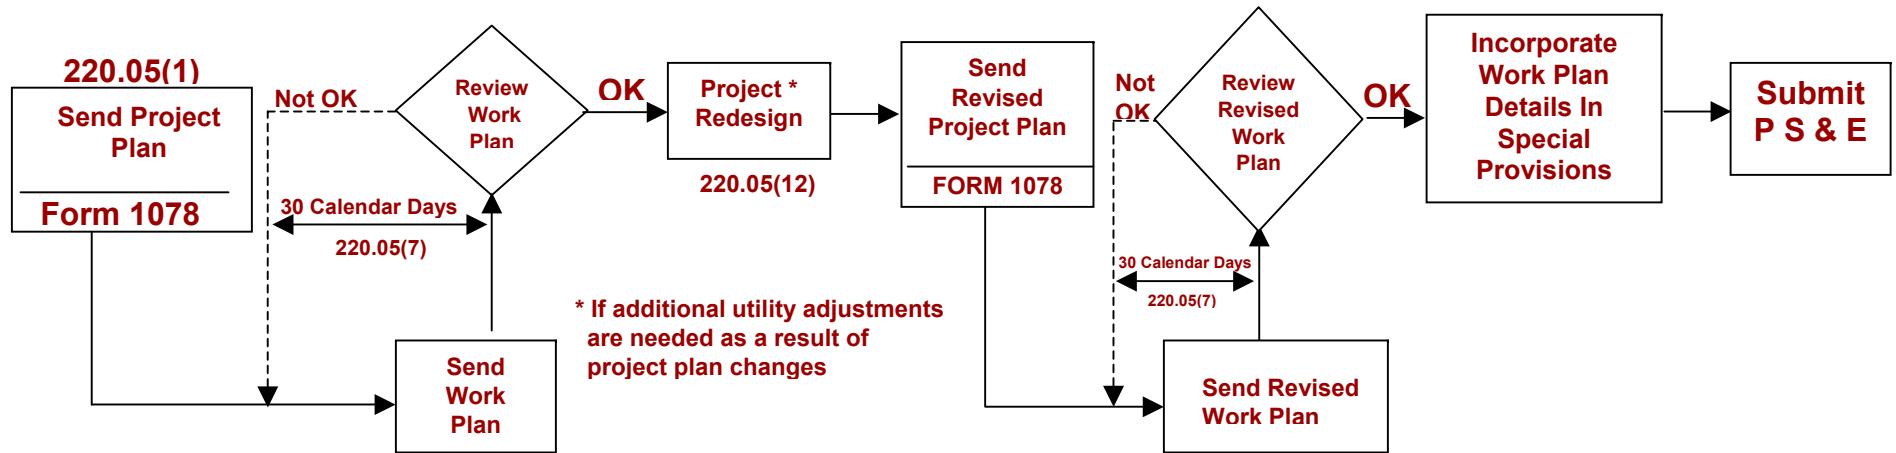 220.05(1)
Send Project
Plan
Form 1078
Not OK
30 Calendar Days
220.05(7)
Send
Work
Plan
Review
Work
Plan
OK
Project *
Redesign
220.05(12)
* If additional utility adjustments
are needed as a result of
project plan changes
Send
Revised
Project Plan
FORM 1078
Not
OK
30 Calendar Days
220.05(7)
Send Revised
Work Plan
Review
Revised
Work
Plan
OK
Incorporate
Work Plan
Details In
Special
Provisions
Submit
P S & E